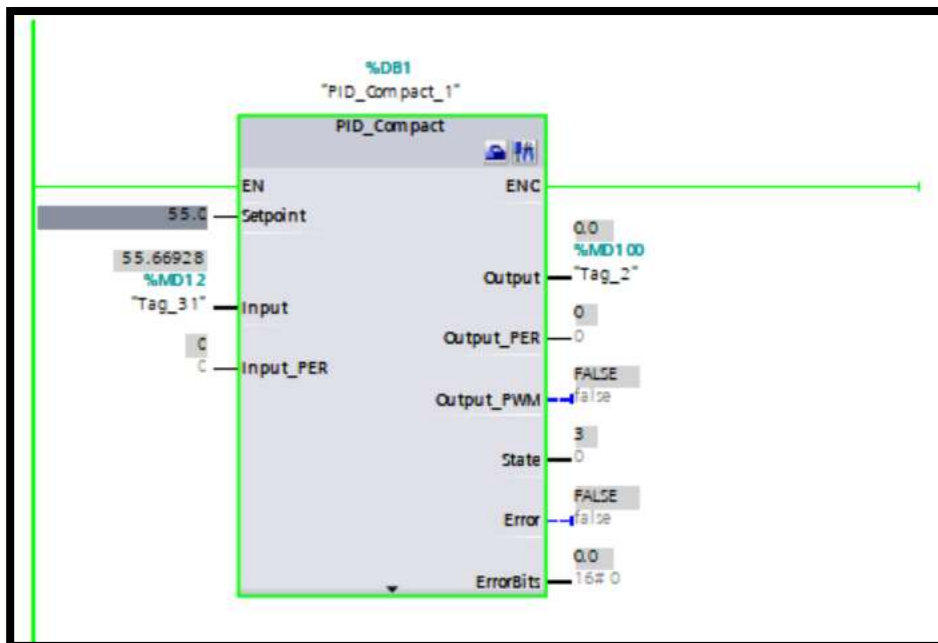 %DB1
"PID_Compact_1"
PID_Compact
EN ENC
55.0 Setpoint
0.0
55.66928 %MD100
%MD12 Output "Tag_2"
"Tag_31" Input
0
0 Output_PER 0
0 Input_PER
FALSE
Output_PWM false
3
State 0
FALSE
Error false
0.0
ErrorBits 16#0